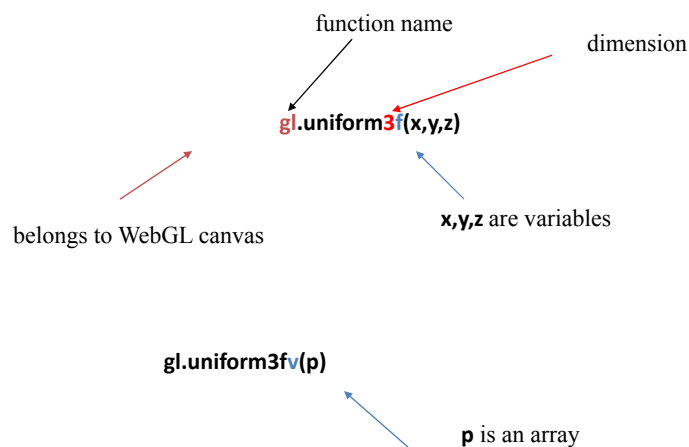 function name
dimension
gl.uniform3f(x,y,z)
x,y,z are variables
belongs to WebGL canvas
gl.uniform3fv(p)
p is an array